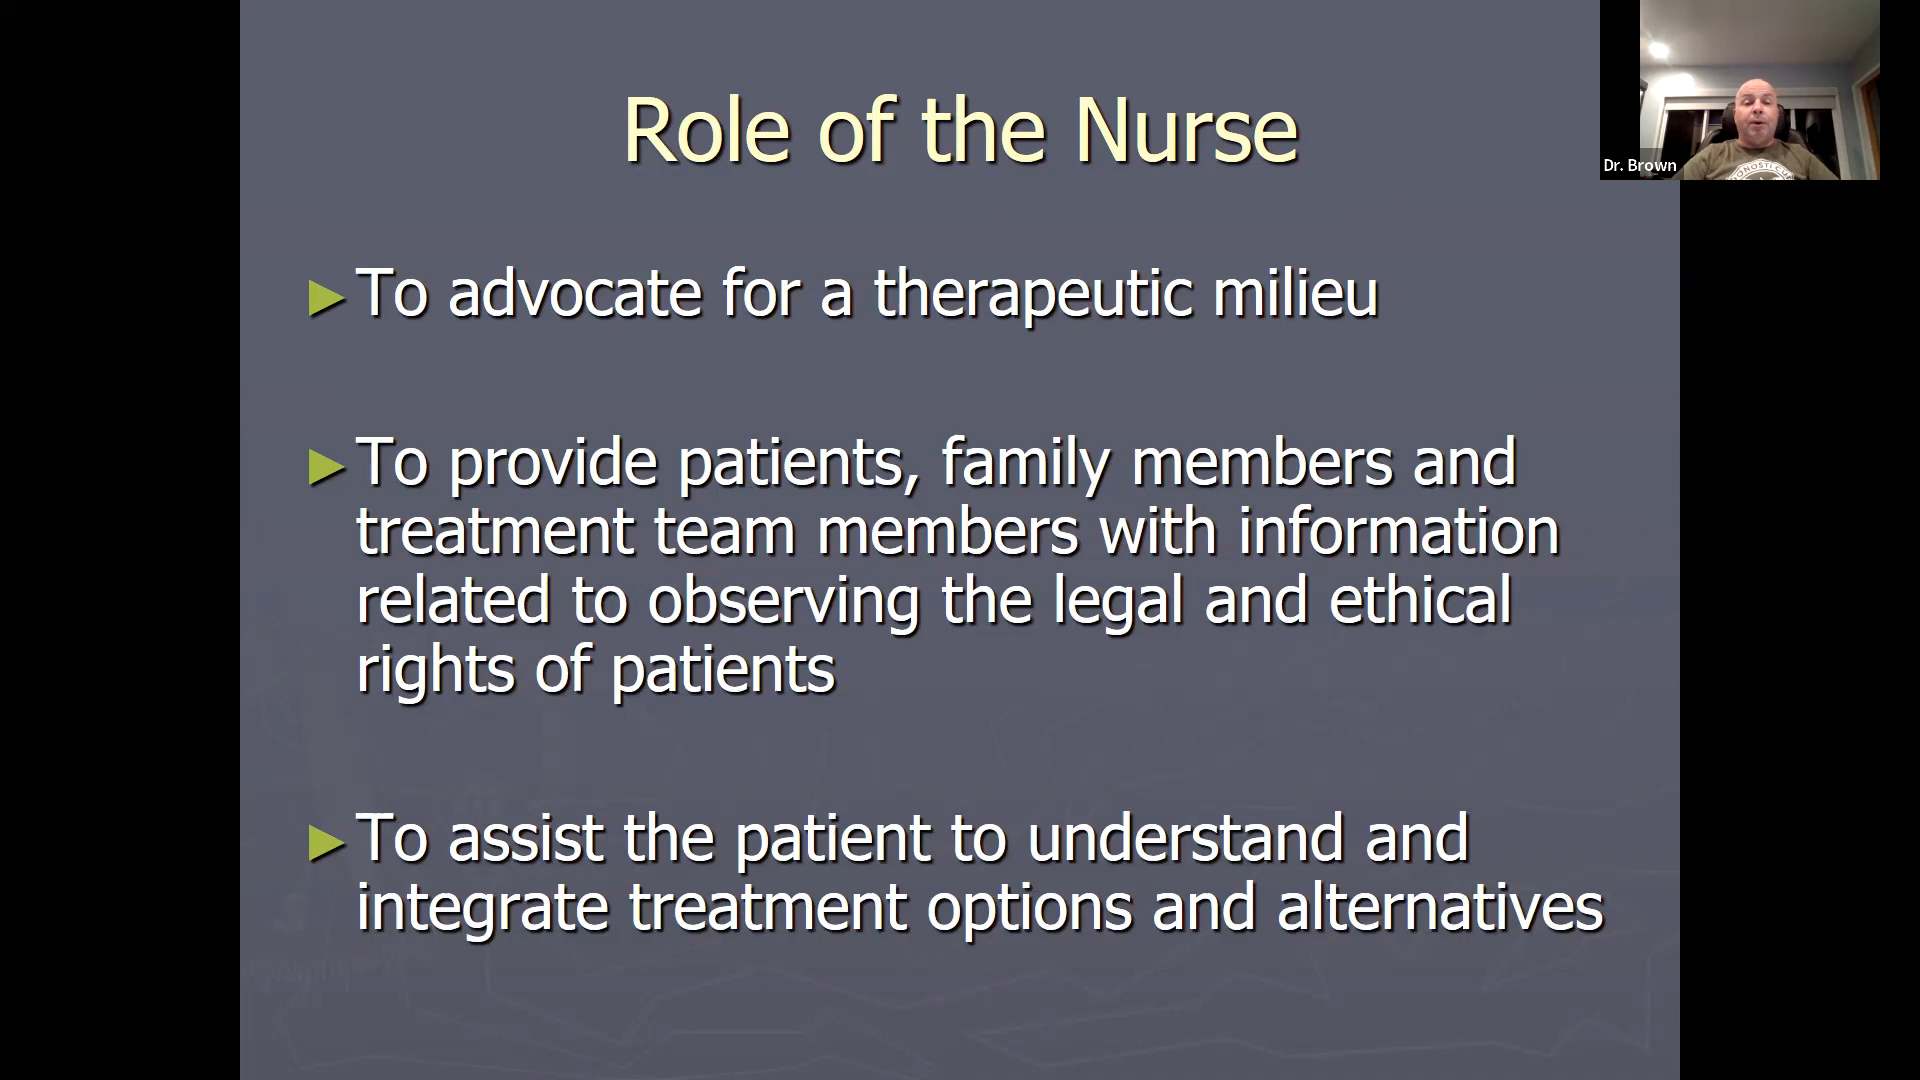 Role of the Nurse
Dr. Brown
To advocate for a therapeutic milieu
To provide patients, family members and
treatment team members with information
related to observing the legal and ethical
rights of patients
To assist the patient to understand and
integrate treatment options and alternatives